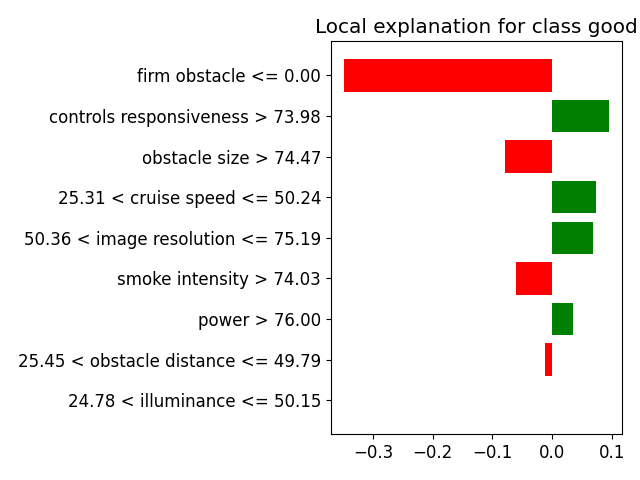 Local explanation for class good
firm obstacle <= 0.00
controls responsiveness > 73.98
obstacle size > 74.47
25.31 < cruise speed <= 50.24
50.36 < image resolution <= 75.19
smoke intensity > 74.03
power > 76.00
25.45 < obstacle distance <= 49.79
24.78 < illuminance <= 50.15
−0.3 −0.2 −0.1 0.0 0.1